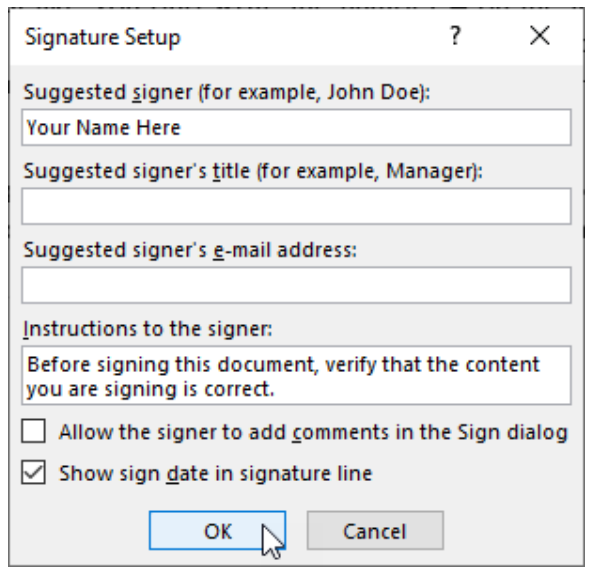 Signature Setup ?
Suggested signer (for example, John Doe):
Your Name Here
Suggested signer's title (for example, Manager):
Suggested signer's e-mail address:
Instructions to the signer:
Before signing this document, verify that the content
you are signing is correct.
Allow the signer to add comments in the Sign dialog
Show sign date in signature line
OK Cancel